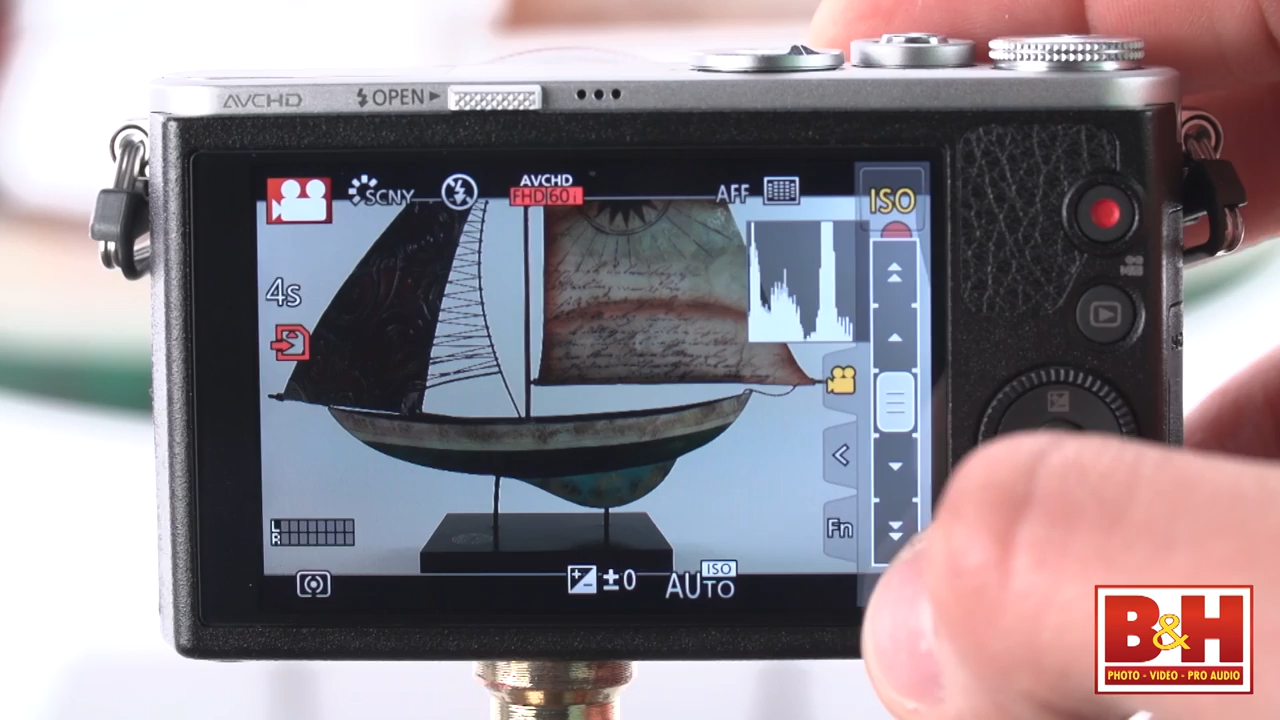 AVCHD
OPEN
SCNY
AVCHD
FHD 60i
AFF
ISO
4s
<
Fn
L
R
±0
ISO
AUTO
B&H
PHOTO - VIDEO - PRO AUDIO